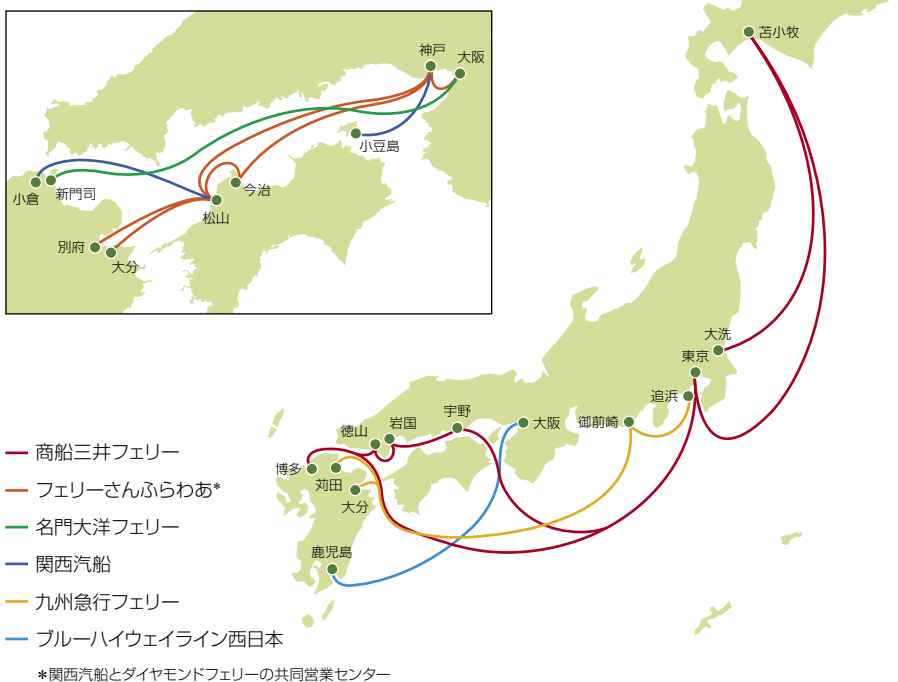 神戸
大阪
小豆島
小倉
新門司
今治
松山
別府
大分
苫小牧
大洗
東京
追浜
御前崎
大阪
宇野
岩国
徳山
博多
苅田
大分
鹿児島
商船三井フェリー
フェリーさんふらわあ*
名門大洋フェリー
関西汽船
九州急行フェリー
ブルーハイウェイライン西日本
*関西汽船とダイヤモンドフェリーの共同営業センター